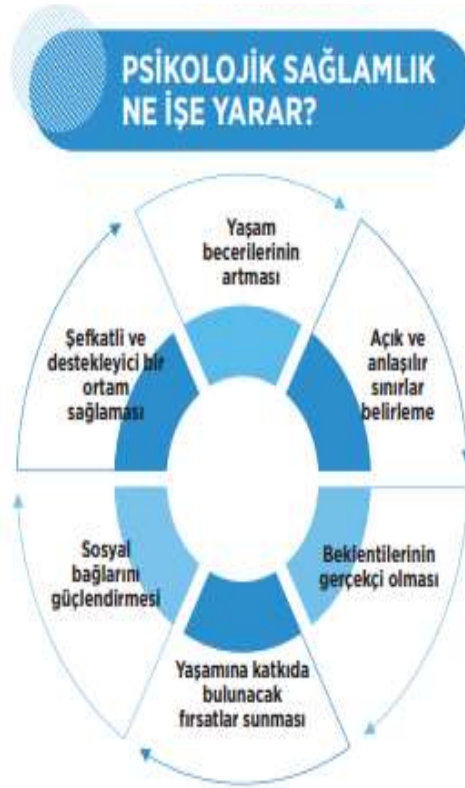 PSİKOLOJİK SAĞLAMLIK
NE İŞE YARAR?
Yaşam
becerilerinin
artması
Açık ve
anlaşılır
sınırlar
belirleme
Beklentilerinin
gerçekçi olması
Yaşamına katkıda
bulunacak
fırsatlar sunması
Sosyal
bağlarını
güçlendirmesi
Şefkatli ve
destekleyici bir
ortam
sağlaması